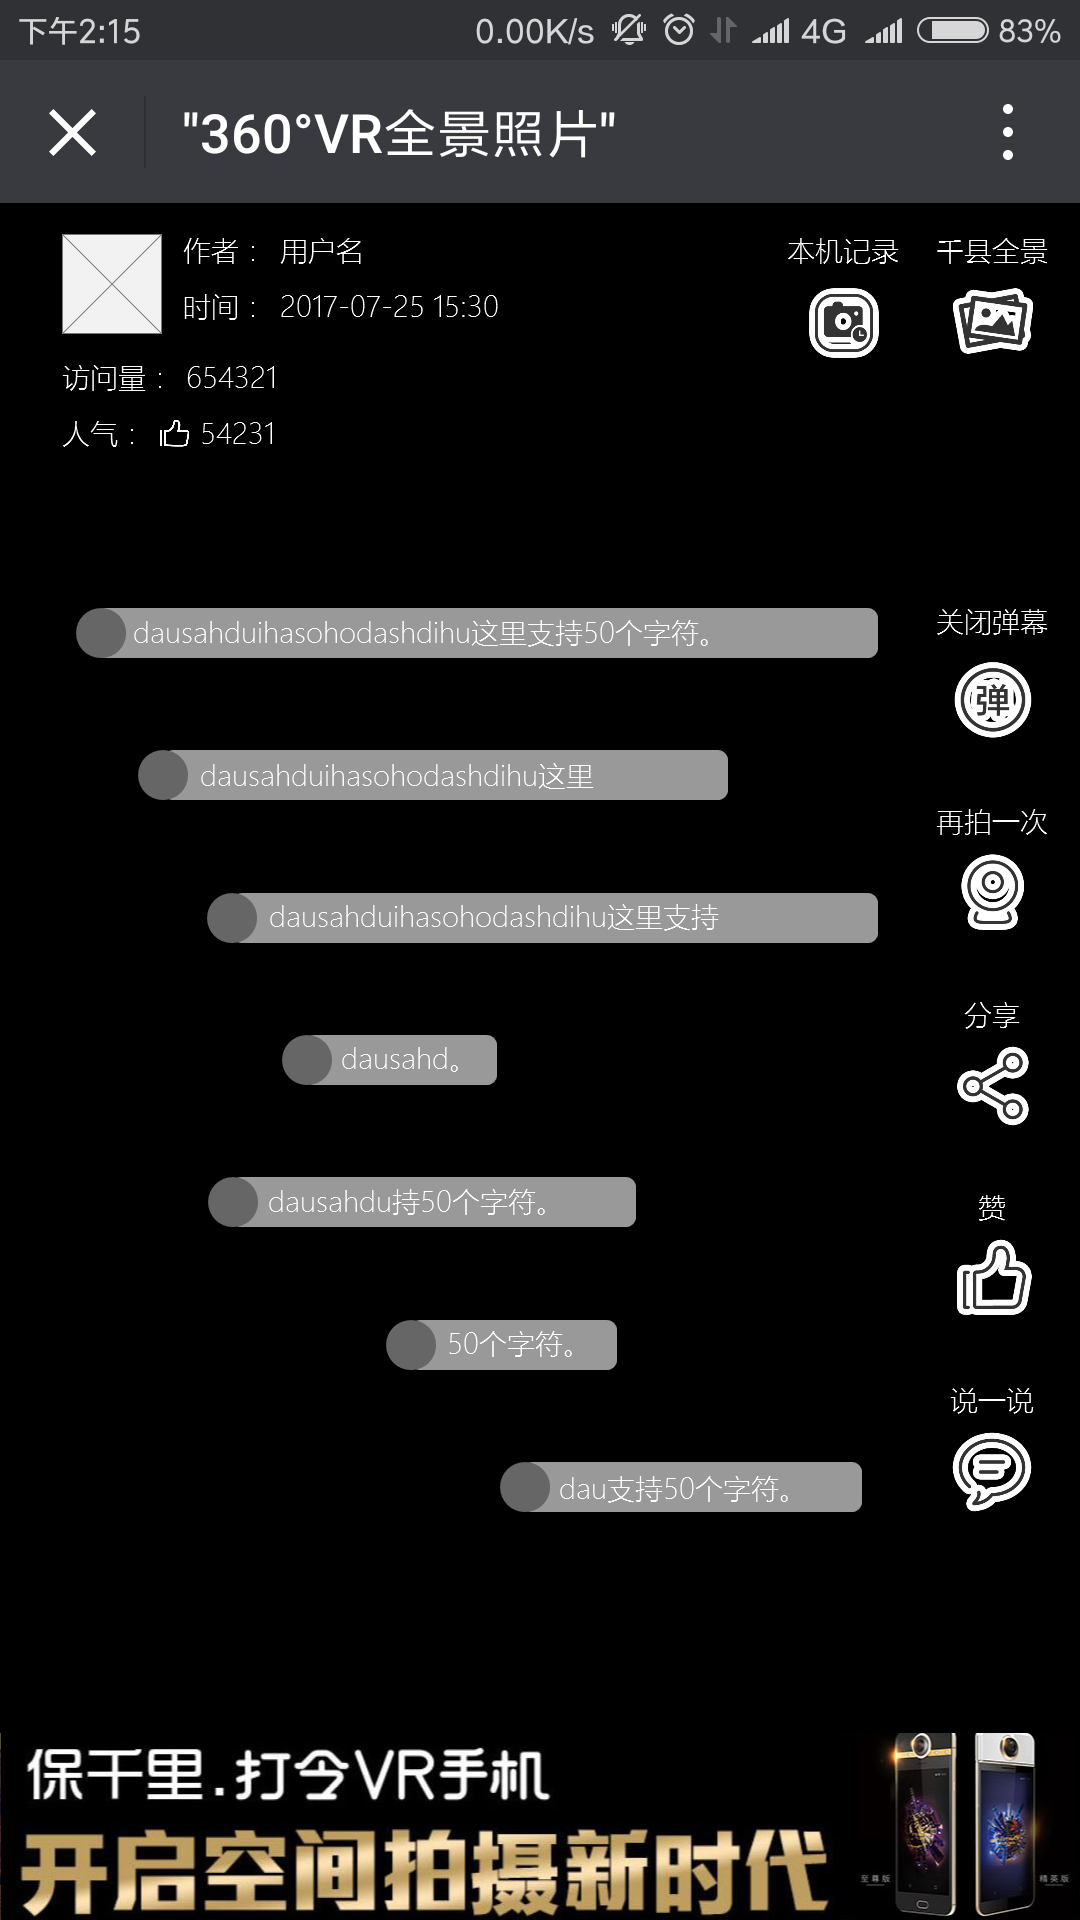 下午2:15 0.00K/s 4G 83%
"360°VR全景照片"
作者： 用户名
时间： 2017-07-25 15:30
访问量： 654321
人气： 54231
本机记录 千县全景
dausahduihasohodashdihu这里支持50个字符。
关闭弹幕
弹
dausahduihasohodashdihu这里
再拍一次
dausahduihasohodashdihu这里支持
分享
dausahd。
dausahdu持50个字符。
赞
50个字符。
说一说
dau支持50个字符。
保千里.打令VR手机
开启空间拍摄新时代
至尊版 精英版